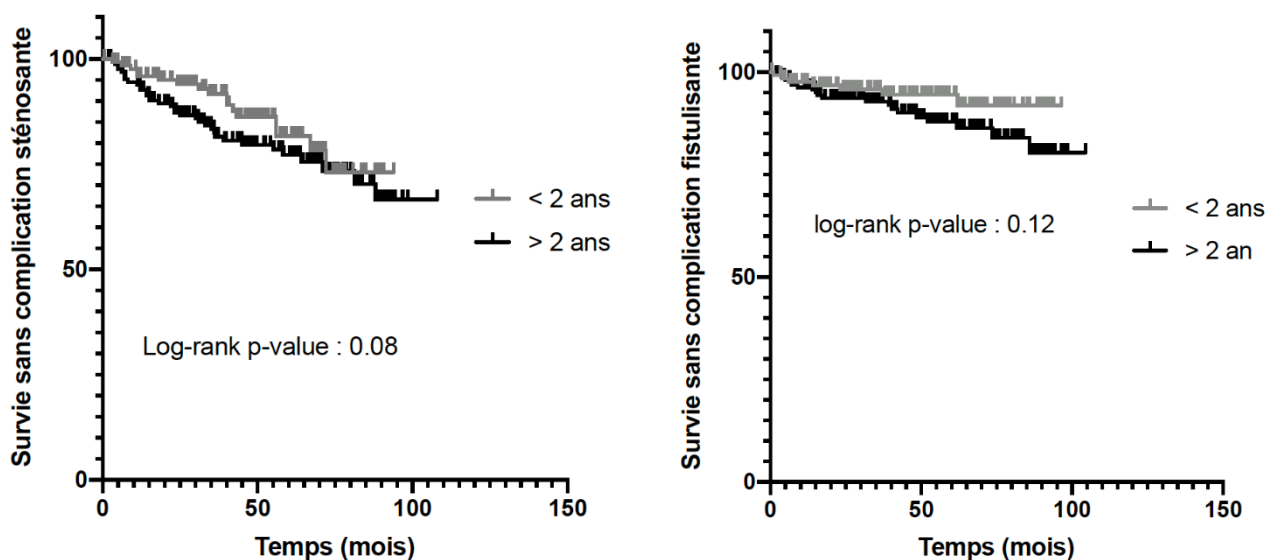 Survie sans complication sténosante
100
50
0
0
50
100
150
Temps (mois)
< 2 ans
> 2 ans
Log-rank p-value : 0.08
Survie sans complication fistulisante
100
50
0
0
50
100
150
Temps (mois)
log-rank p-value : 0.12
< 2 ans
> 2 an